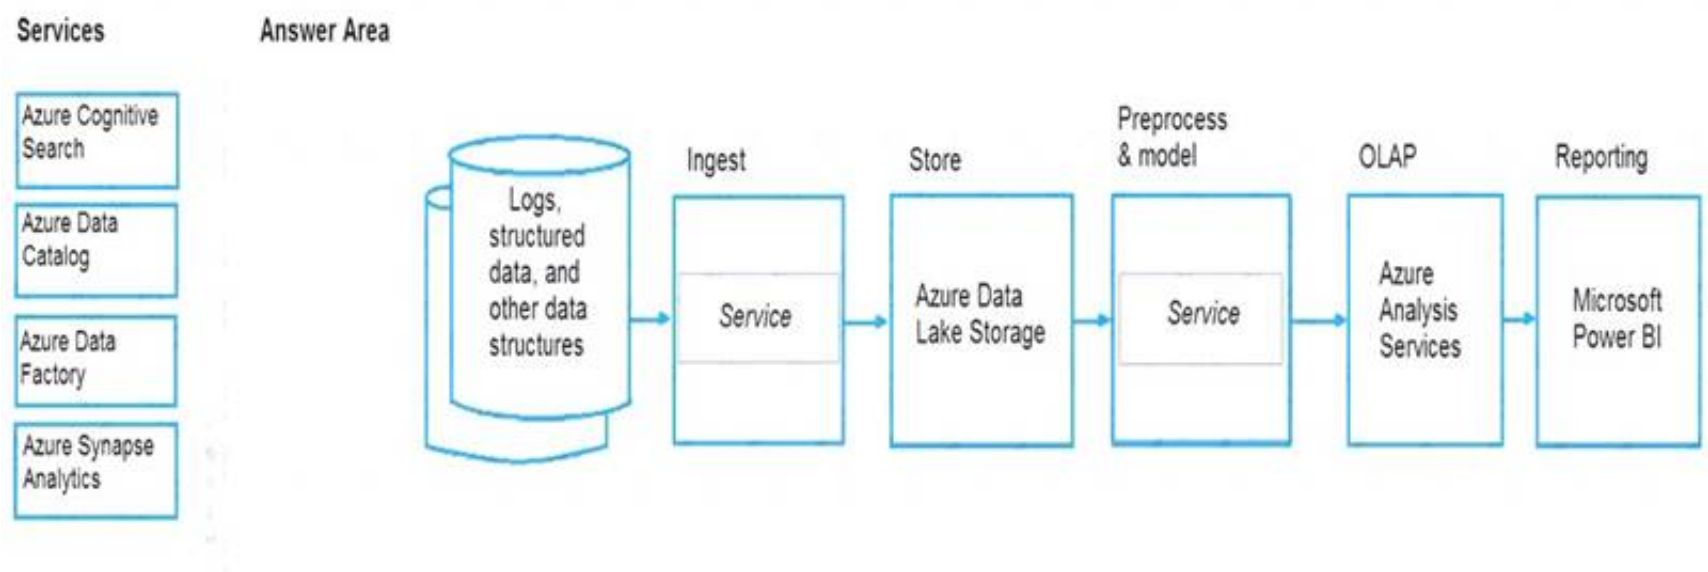 Services
Answer Area
Azure Cognitive
Search
Azure Data
Catalog
Azure Data
Factory
Azure Synapse
Analytics
Logs,
structured
data, and
other data
structures
Ingest
Service
Store
Azure Data
Lake Storage
Preprocess
& model
Service
OLAP
Azure
Analysis
Services
Reporting
Microsoft
Power BI